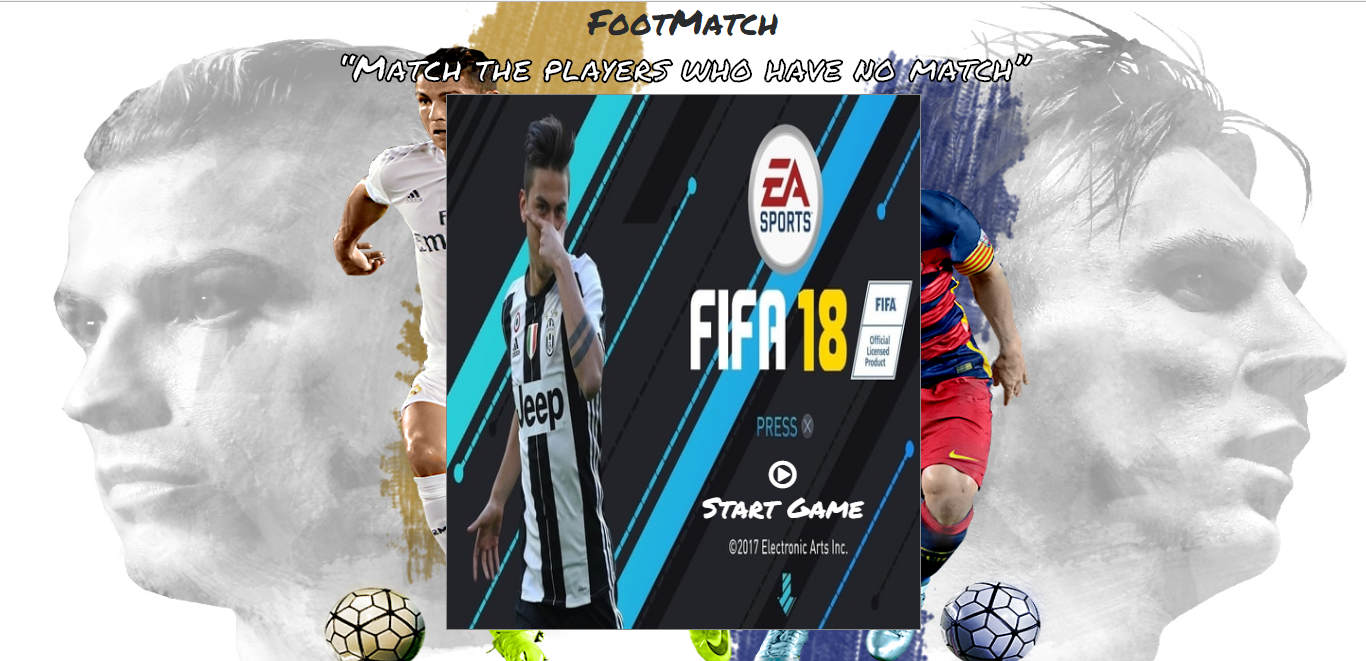 FootMatch
“Match the players who have no match”
EA
SPORTS
FIFA 18
FIFA
Official
Licensed
Product
Jeep
PRESS
START GAME
©2017 Electronic Arts Inc.